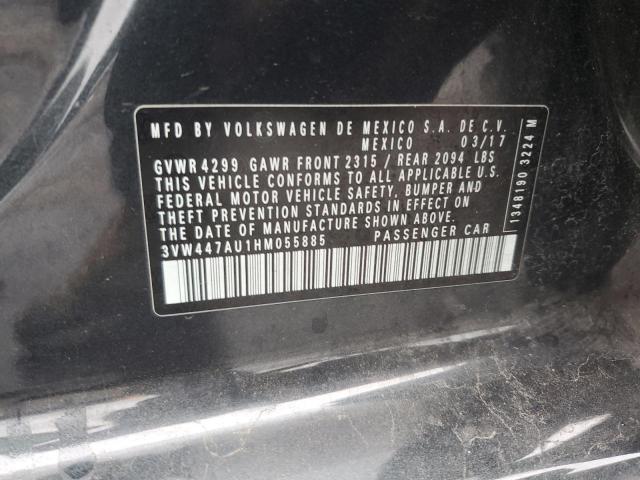 MFD BY VOLKSWAGEN DE MEXICO S.A. DE C.V.
MEXICO 03/17
GVWR 4299 GAWR FRONT 2315 / REAR 2094 LBS
THIS VEHICLE CONFORMS TO ALL APPLICABLE U.S.
FEDERAL MOTOR VEHICLE SAFETY, BUMPER AND
THEFT PREVENTION STANDARDS IN EFFECT ON
THE DATE OF MANUFACTURE SHOWN ABOVE.
3VW447AU1HM055885 PASSENGER CAR
1348190 3224 M